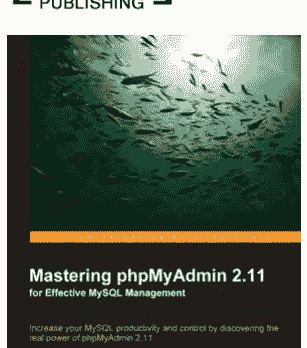 PUBLISHING
Mastering phpMyAdmin 2.11
for Effective MySQL Management
Increase your MySQL productivity and control by discovering the
real power of phpMyAdmin 2.11